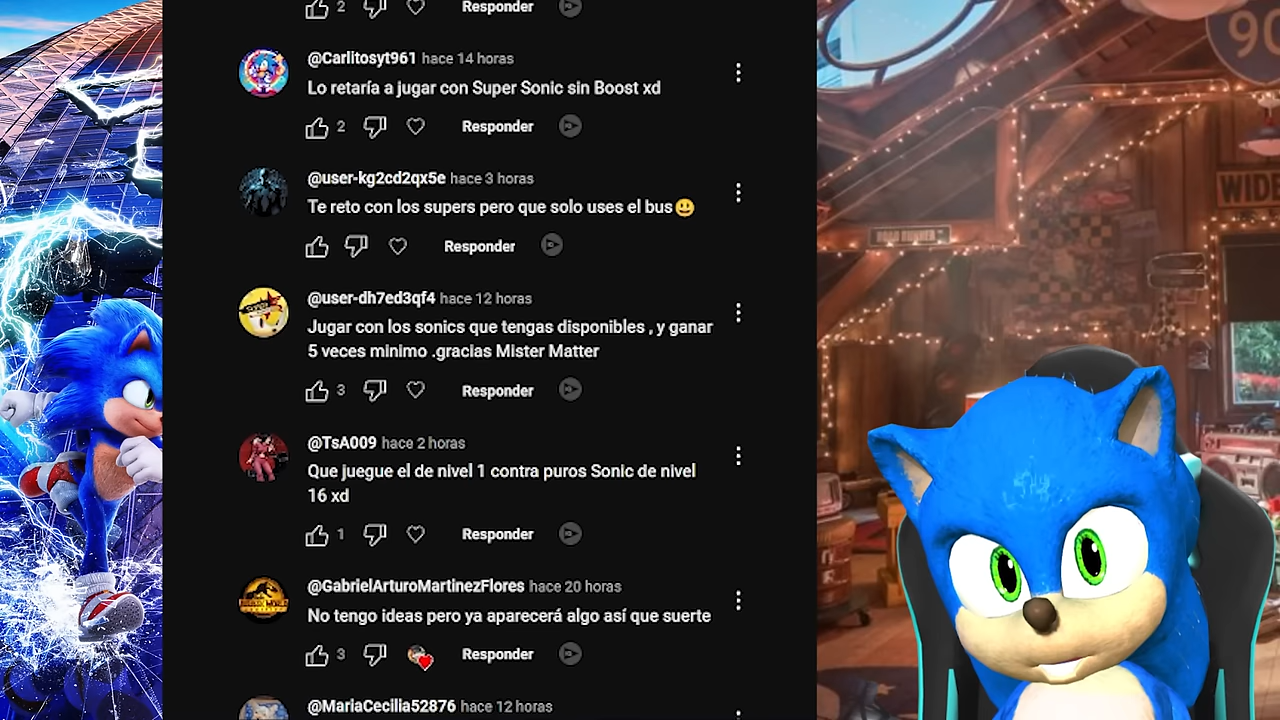 2 Responder
@Carlitosyt961 hace 14 horas
Lo retaría a jugar con Super Sonic sin Boost xd
2 Responder
@user-kg2cd2qx5e hace 3 horas
Te reto con los supers pero que solo uses el bus😃
Responder
@user-dh7ed3qf4 hace 12 horas
Jugar con los sonics que tengas disponibles , y ganar
5 veces minimo .gracias Mister Matter
3 Responder
@TsA009 hace 2 horas
Que juegue el de nivel 1 contra puros Sonic de nivel
16 xd
1 Responder
@GabrielArturoMartinezFlores hace 20 horas
No tengo ideas pero ya aparecerá algo así que suerte
3 Responder
@MariaCecilia52876 hace 12 horas
90
WIDE
ROAD RUNNER